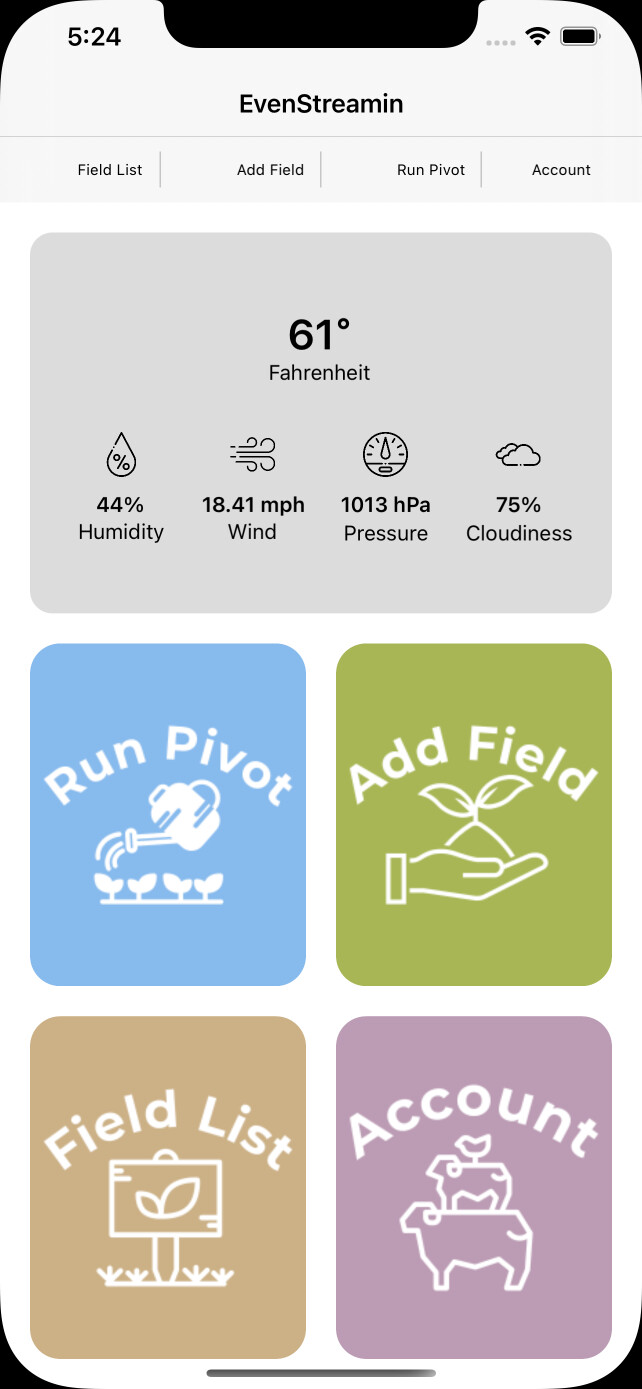 5:24
EvenStreamin
Field List Add Field Run Pivot Account
61°
Fahrenheit
%
44% 18.41 mph 1013 hPa 75%
Humidity Wind Pressure Cloudiness
Run Pivot Add Field
Field List Account